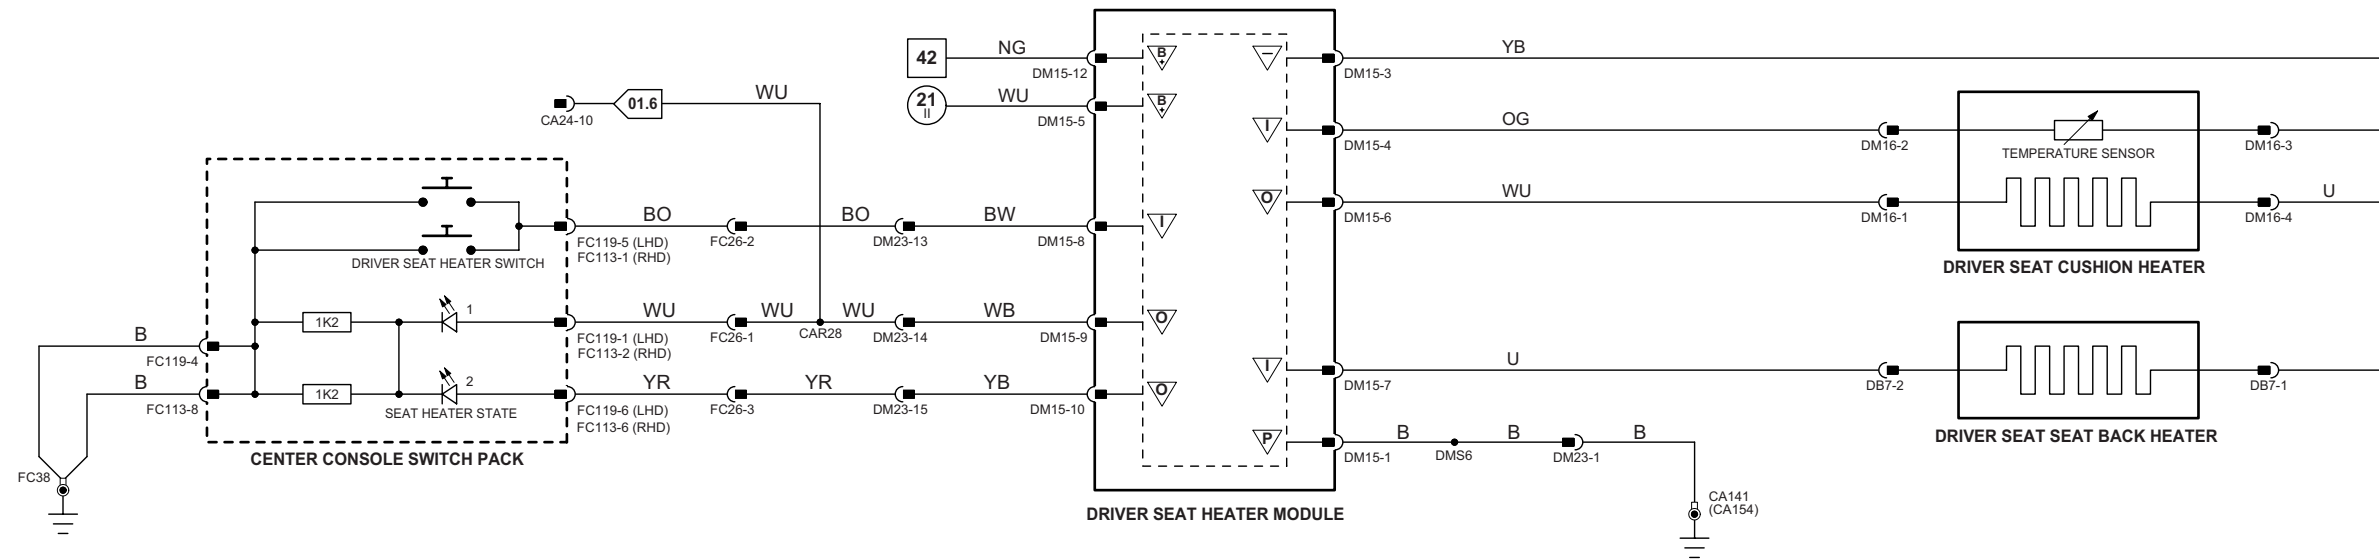 42
NG
DM15-12
B
+
21
II
WU
DM15-5
B
+
CA24-10
01.6
WU
DRIVER SEAT HEATER SWITCH
FC119-5 (LHD)
FC113-1 (RHD)
BO
FC26-2
BO
DM23-13
BW
DM15-8
I
1K2
1
FC119-1 (LHD)
FC113-2 (RHD)
WU
FC26-1
WU
CAR28
WU
DM23-14
WB
DM15-9
O
1K2
2
SEAT HEATER STATE
FC119-6 (LHD)
FC113-6 (RHD)
YR
FC26-3
YR
DM23-15
YB
DM15-10
O
B
FC119-4
B
FC113-8
FC38
CENTER CONSOLE SWITCH PACK
–
DM15-3
YB
I
DM15-4
OG
DM16-2
TEMPERATURE SENSOR
DM16-3
O
DM15-6
WU
DM16-1
DM16-4
U
DRIVER SEAT CUSHION HEATER
I
DM15-7
U
DB7-2
DB7-1
DRIVER SEAT SEAT BACK HEATER
P
DM15-1
B
DMS6
B
DM23-1
B
CA141
(CA154)
DRIVER SEAT HEATER MODULE